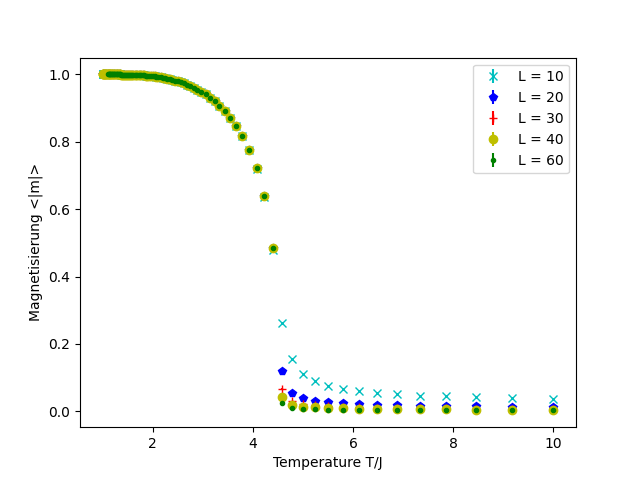 1.0
0.8
0.6
0.4
0.2
0.0
Magnetisierung <|m|>
L = 10
L = 20
L = 30
L = 40
L = 60
2 4 6 8 10
Temperature T/J